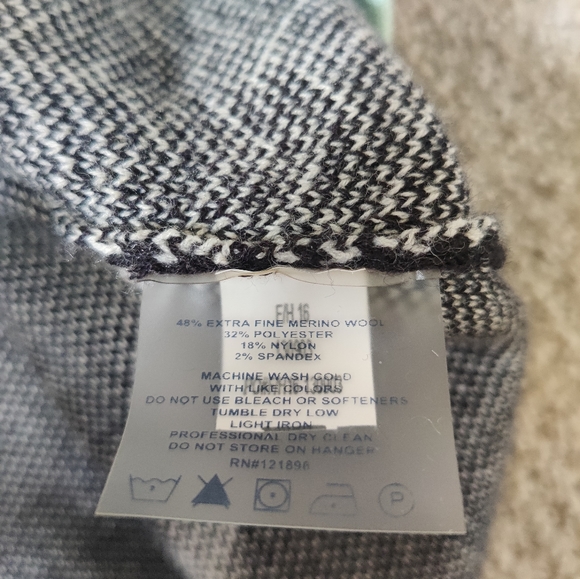 F/H 16
48% EXTRA FINE MERINO WOOL
32% POLYESTER
18% NYLON
2% SPANDEX
MACHINE WASH COLD
WITH LIKE COLORS
DO NOT USE BLEACH OR SOFTENERS
TUMBLE DRY LOW
LIGHT IRON
PROFESSIONAL DRY CLEAN
DO NOT STORE ON HANGER
RN#121898
P